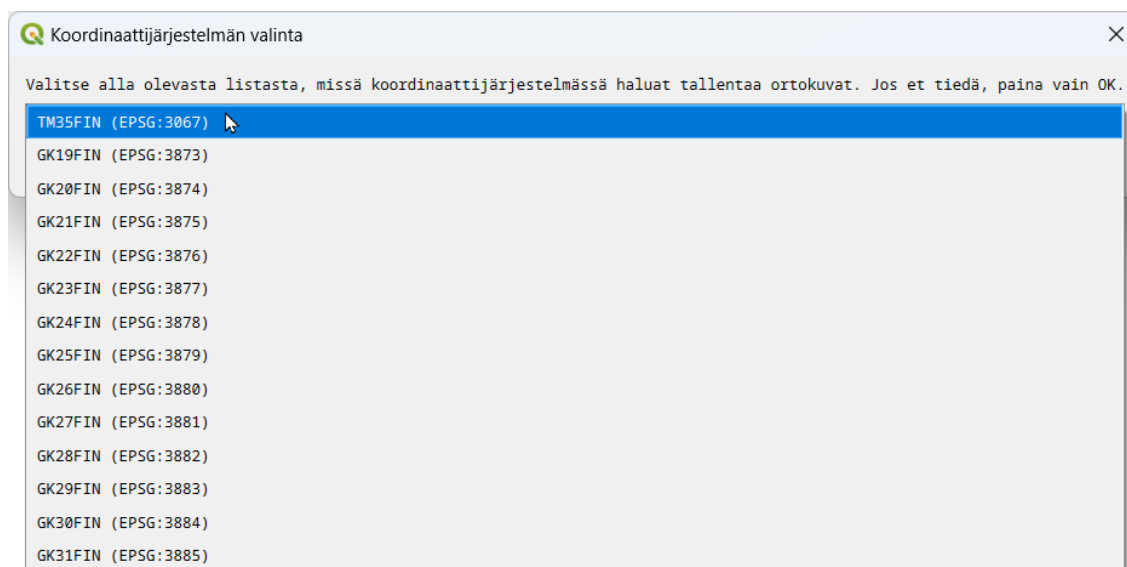 Koordinaattijärjestelmän valinta
Valitse alla olevasta listasta, missä koordinaattijärjestelmässä haluat tallentaa ortokuvat. Jos et tiedä, paina vain OK.
TM35FIN (EPSG:3067)
GK19FIN (EPSG:3873)
GK20FIN (EPSG:3874)
GK21FIN (EPSG:3875)
GK22FIN (EPSG:3876)
GK23FIN (EPSG:3877)
GK24FIN (EPSG:3878)
GK25FIN (EPSG:3879)
GK26FIN (EPSG:3880)
GK27FIN (EPSG:3881)
GK28FIN (EPSG:3882)
GK29FIN (EPSG:3883)
GK30FIN (EPSG:3884)
GK31FIN (EPSG:3885)